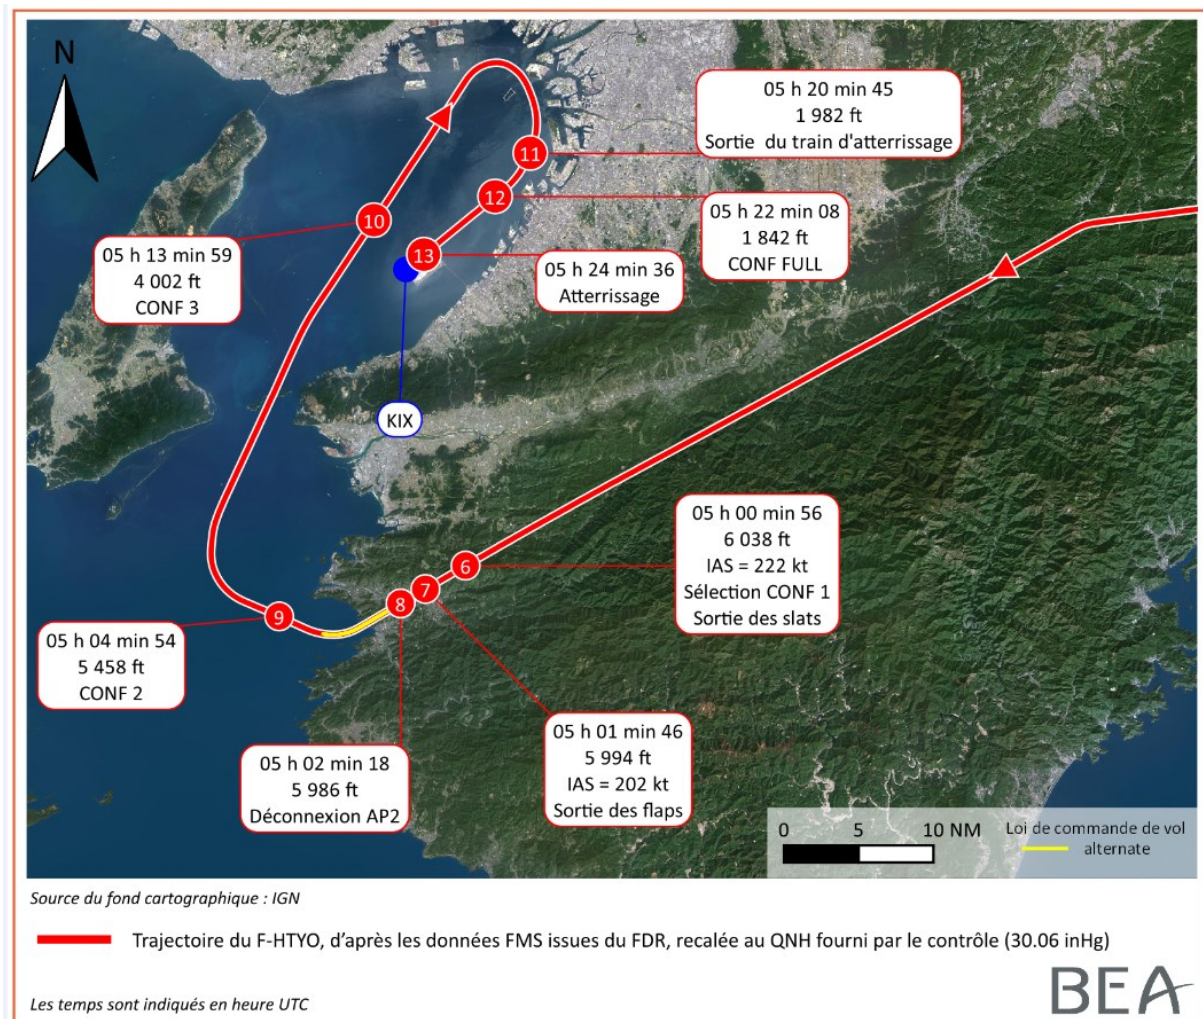 N
05 h 20 min 45
1 982 ft
Sortie du train d'atterrissage
11
12
10
05 h 22 min 08
1 842 ft
CONF FULL
05 h 13 min 59
4 002 ft
CONF 3
13
05 h 24 min 36
Atterrissage
KIX
05 h 00 min 56
6 038 ft
IAS = 222 kt
Sélection CONF 1
Sortie des slats
6
7
8
9
05 h 04 min 54
5 458 ft
CONF 2
05 h 01 min 46
5 994 ft
IAS = 202 kt
Sortie des flaps
05 h 02 min 18
5 986 ft
Déconnexion AP2
0 5 10 NM
Loi de commande de vol
alternate
Source du fond cartographique : IGN
Trajectoire du F-HTYO, d'après les données FMS issues du FDR, recalée au QNH fourni par le contrôle (30.06 inHg)
Les temps sont indiqués en heure UTC
BEA